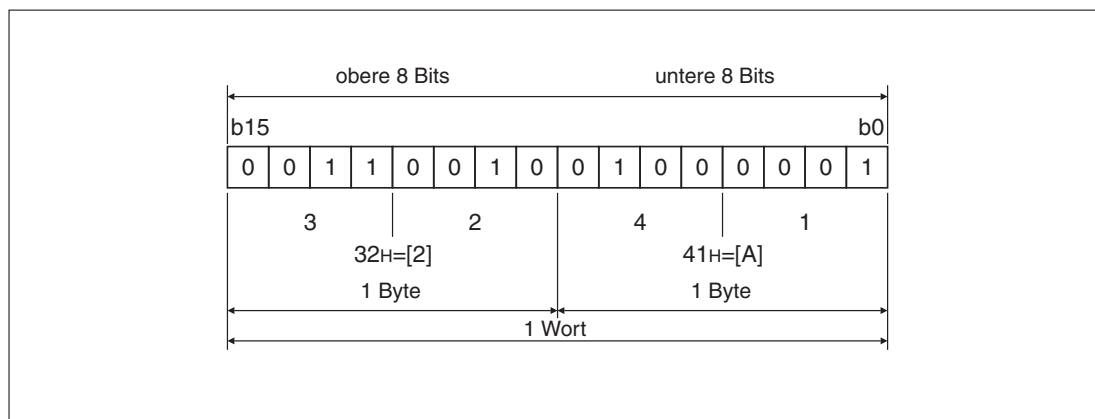 obere 8 Bits untere 8 Bits
b15 b0
0 0 1 1 0 0 1 0 0 1 0 0 0 0 0 1
3 2 4 1
32H=[2] 41H=[A]
1 Byte 1 Byte
1 Wort